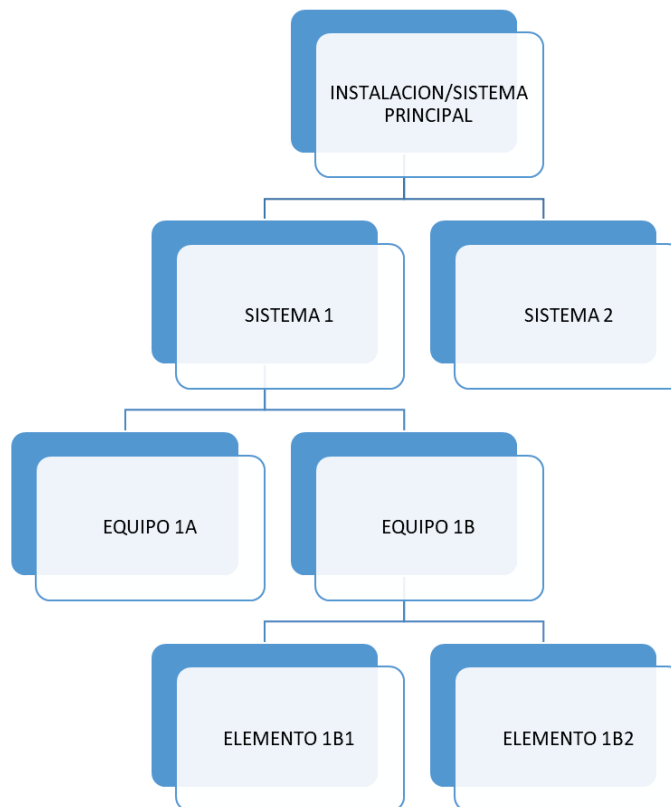 INSTALACION/SISTEMA
PRINCIPAL
SISTEMA 1
SISTEMA 2
EQUIPO 1A
EQUIPO 1B
ELEMENTO 1B1
ELEMENTO 1B2